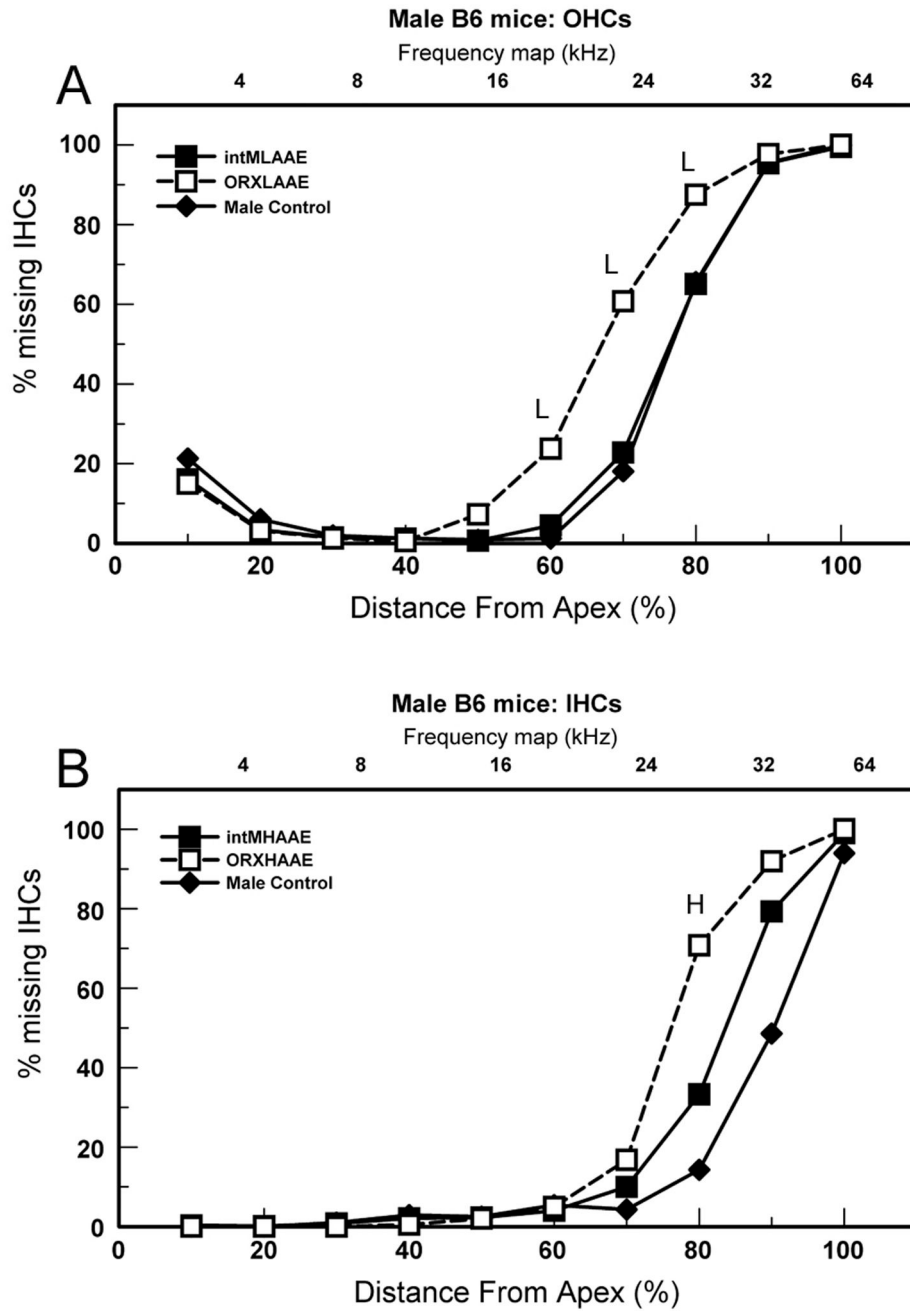 Male B6 mice: OHCs
Frequency map (kHz)
A
4 8 16 24 32 64
100
80
60
40
20
0
% missing IHCs
intMLAAE
ORXLAAE
Male Control
L
L
L
0 20 40 60 80 100
Distance From Apex (%)
Male B6 mice: IHCs
Frequency map (kHz)
B
4 8 16 24 32 64
100
80
60
40
20
0
% missing IHCs
intMHAAE
ORXHAAE
Male Control
H
0 20 40 60 80 100
Distance From Apex (%)